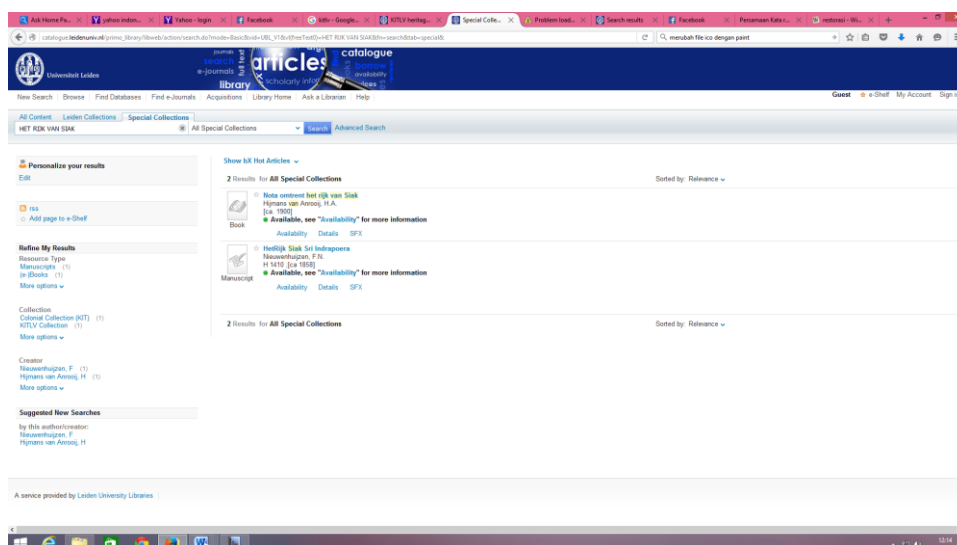 Ask Home Pa...
yahoo indon...
Yahoo - login
Facebook
kitlv - Google...
KITLV heritag...
Special Colle...
Problem load...
Search results
Facebook
Persamaan Kata r...
restorasi - Wi...
catalogue.leidenuniv.nl/primo_library/libweb/action/search.do?mode=Basic&vid=UBL_V1&vl(freeText0)=HET RIJK VAN SIAK&fn=search&tab=special&
merubah file ico dengan paint
Universiteit Leiden
journals
search
e-journals
library
full text
articles
scholarly
catalogue
borrow
availability
New Search Browse Find Databases Find e-Journals Acquisitions Library Home Ask a Librarian Help
Guest e-Shelf My Account Sign
All Content Leiden Collections Special Collections
HET RIJK VAN SIAK All Special Collections Search Advanced Search
Personalize your results
Edit
rss
Add page to e-Shelf
Refine My Results
Resource Type
Manuscripts (1)
(e-)Books (1)
More options
Collection
Colonial Collection (KIT) (1)
KITLV Collection (1)
More options
Creator
Nieuwenhuijzen, F (1)
Hijmans van Anrooij, H (1)
More options
Suggested New Searches
by this author/creator:
Nieuwenhuijzen, F
Hijmans van Anrooij, H
Show bX Hot Articles
2 Results for All Special Collections Sorted by: Relevance
Book
Nota omtrent het rijk van Siak
Hijmans van Anrooij, H.A.
[ca. 1900]
Available, see "Availability" for more information
Availability Details SFX
Manuscript
HetRijk Siak Sri Indrapoera
Nieuwenhuijzen, F.N.
H 1410 ,[ca 1858]
Available, see "Availability" for more information
Availability Details SFX
2 Results for All Special Collections Sorted by: Relevance
A service provided by Leiden University Libraries
12:14